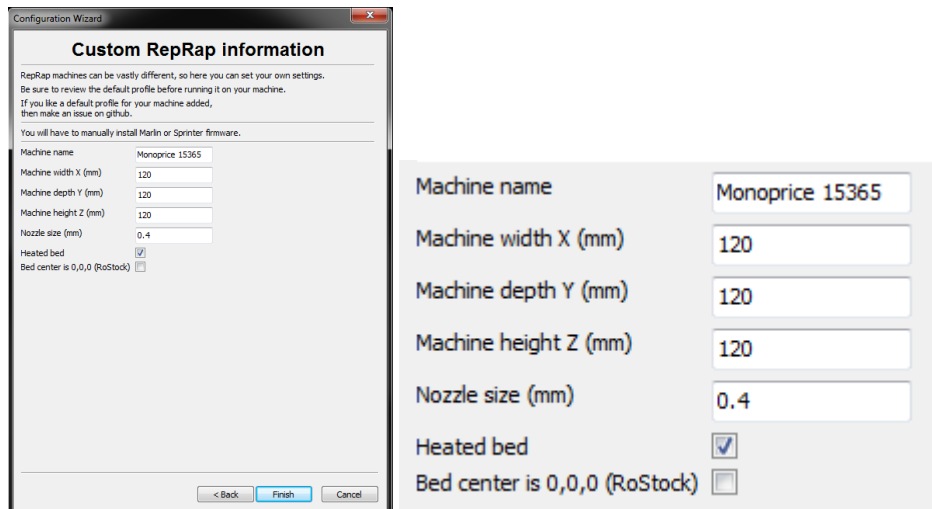 Configuration Wizard
Custom RepRap information
RepRap machines can be vastly different, so here you can set your own settings.
Be sure to review the default profile before running it on your machine.
If you like a default profile for your machine added,
then make an issue on github.
You will have to manually install Marlin or Sprinter firmware.
Machine name Monoprice 15365
Machine width X (mm) 120
Machine depth Y (mm) 120
Machine height Z (mm) 120
Nozzle size (mm) 0.4
Heated bed
Bed center is 0,0,0 (RoStock)
< Back Finish Cancel
Machine name Monoprice 15365
Machine width X (mm) 120
Machine depth Y (mm) 120
Machine height Z (mm) 120
Nozzle size (mm) 0.4
Heated bed
Bed center is 0,0,0 (RoStock)